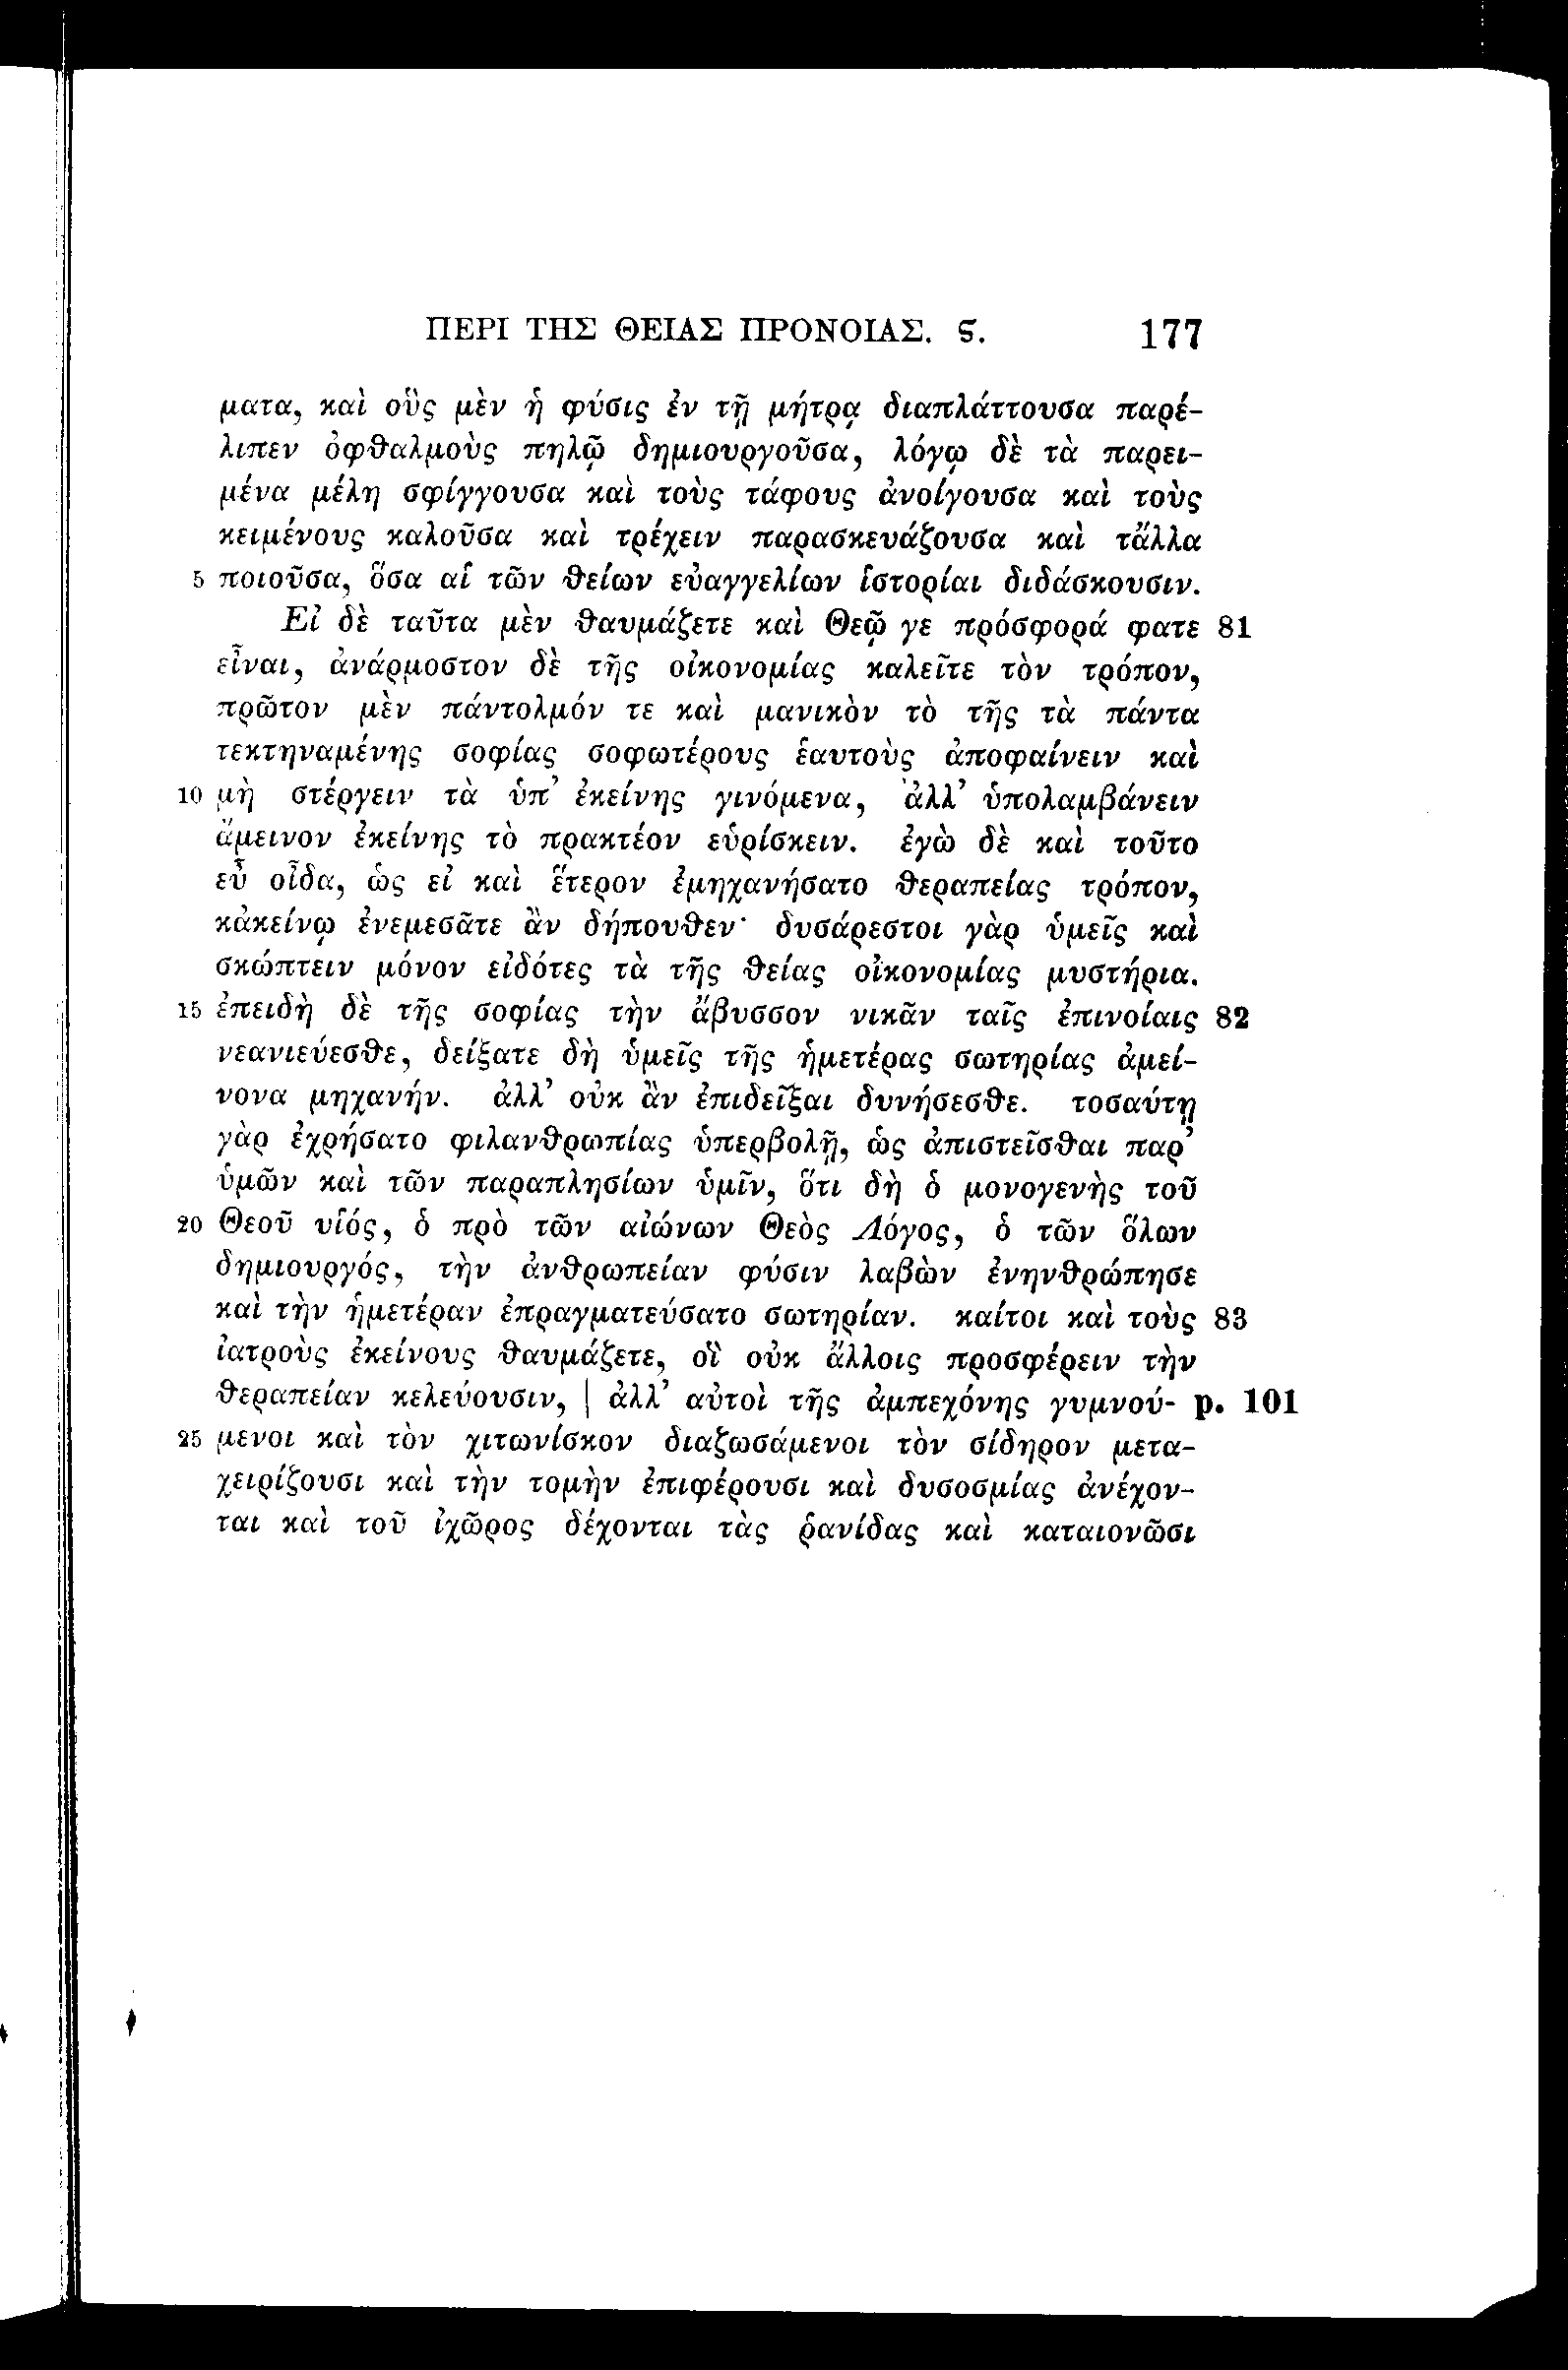 ΠΕΡΙ ΤΗΣ ΘΕΙΑΣ ΠΡΟΝΟΙΑΣ. Ϛ. 177
ματα, καὶ οὓς μὲν ἡ φύσις ἐν τῇ μήτρᾳ διαπλάττουσα παρέ-
λιπεν ὀφθαλμοὺς πηλῷ δημιουργοῦσα, λόγῳ δὲ τὰ παρει-
μένα μέλη σφίγγουσα καὶ τοὺς τάφους ἀνοίγουσα καὶ τοὺς
κειμένους καλοῦσα καὶ τρέχειν παρασκευάζουσα καὶ τἄλλα
5 ποιοῦσα, ὅσα αἱ τῶν θείων εὐαγγελίων ἱστορίαι διδάσκουσιν.
Εἰ δὲ ταῦτα μὲν θαυμάζετε καὶ Θεῷ γε πρόσφορά φατε 81
εἶναι, ἀνάρμοστον δὲ τῆς οἰκονομίας καλεῖτε τὸν τρόπον,
πρῶτον μὲν πάντολμόν τε καὶ μανικὸν τὸ τῆς τὰ πάντα
τεκτηναμένης σοφίας σοφωτέρους ἑαυτοὺς ἀποφαίνειν καὶ
10 μὴ στέργειν τὰ ὑπ’ ἐκείνης γινόμενα, ἀλλ’ ὑπολαμβάνειν
ἄμεινον ἐκείνης τὸ πρακτέον εὑρίσκειν. ἐγὼ δὲ καὶ τοῦτο
εὖ οἶδα, ὡς εἰ καὶ ἕτερον ἐμηχανήσατο θεραπείας τρόπον,
κἀκείνῳ ἐνεμεσᾶτε ἂν δήπουθεν· δυσάρεστοι γὰρ ὑμεῖς καὶ
σκώπτειν μόνον εἰδότες τὰ τῆς θείας οἰκονομίας μυστήρια.
15 ἐπειδὴ δὲ τῆς σοφίας τὴν ἄβυσσον νικᾶν ταῖς ἐπινοίαις 82
νεανιεύεσθε, δείξατε δὴ ὑμεῖς τῆς ἡμετέρας σωτηρίας ἀμεί-
νονα μηχανήν. ἀλλ’ οὐκ ἂν ἐπιδεῖξαι δυνήσεσθε. τοσαύτῃ
γὰρ ἐχρήσατο φιλανθρωπίας ὑπερβολῇ, ὡς ἀπιστεῖσθαι παρ’
ὑμῶν καὶ τῶν παραπλησίων ὑμῖν, ὅτι δὴ ὁ μονογενὴς τοῦ
20 Θεοῦ υἱός, ὁ πρὸ τῶν αἰώνων Θεὸς Λόγος, ὁ τῶν ὅλων
δημιουργός, τὴν ἀνθρωπείαν φύσιν λαβὼν ἐνηνθρώπησε
καὶ τὴν ἡμετέραν ἐπραγματεύσατο σωτηρίαν. καίτοι καὶ τοὺς 83
ἰατροὺς ἐκείνους θαυμάζετε, οἳ οὐκ ἄλλοις προσφέρειν τὴν
θεραπείαν κελεύουσιν, | ἀλλ’ αὐτοὶ τῆς ἀμπεχόνης γυμνού- p. 101
25 μενοι καὶ τὸν χιτωνίσκον διαζωσάμενοι τὸν σίδηρον μετα-
χειρίζουσι καὶ τὴν τομὴν ἐπιφέρουσι καὶ δυσοσμίας ἀνέχον-
ται καὶ τοῦ ἰχῶρος δέχονται τὰς ῥανίδας καὶ καταιονῶσι